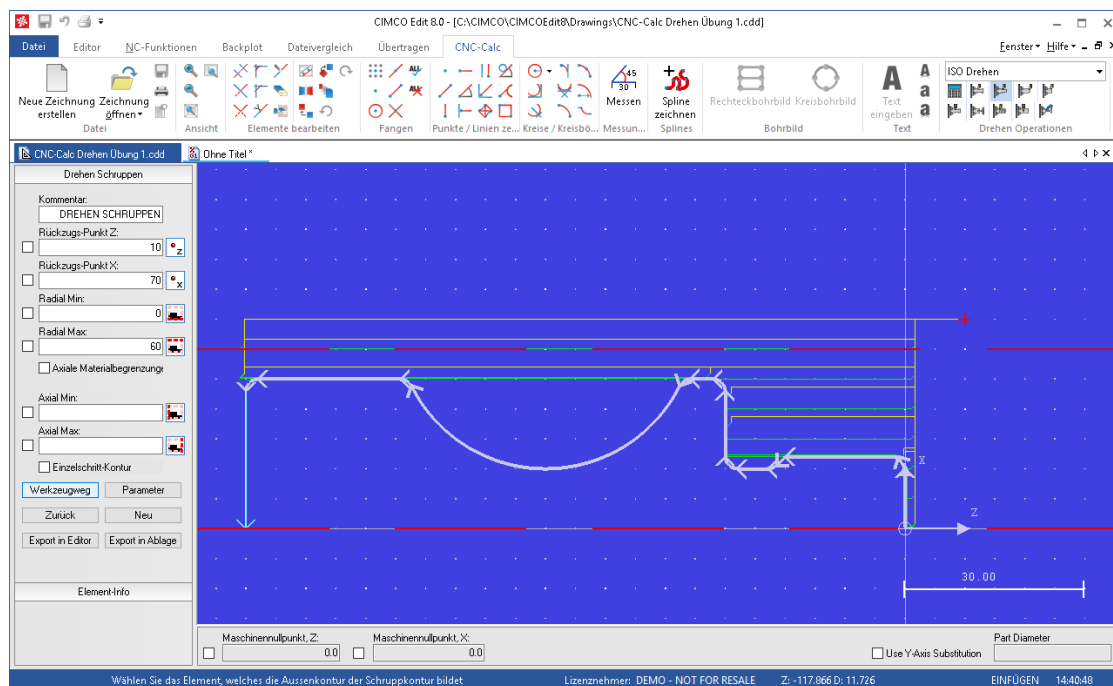 CIMCO Edit 8.0 - [C:\CIMCO\CIMCOEdit8\Drawings\CNC-Calc Drehen Übung 1.cdd]
Datei Editor NC-Funktionen Backplot Dateivergleich Übertragen CNC-Calc Fenster Hilfe
ISO Drehen
Neue Zeichnung erstellen
Zeichnung öffnen
ALL
ALL
45
30
Messen
Spline zeichnen
Rechteckbohrbild Kreisbohrbild
Text eingeben
A
A
a
a
Datei Ansicht Elemente bearbeiten Fangen Punkte / Linien ze... Kreise / Kreisbö... Messun... Splines Bohrbild Text Drehen Operationen
CNC-Calc Drehen Übung 1.cdd Ohne Titel *
Drehen Schruppen
Kommentar:
DREHEN SCHRUPPEN
Rückzugs-Punkt Z:
10 z
Rückzugs-Punkt X:
70 x
Radial Min:
0
Radial Max:
60
Axiale Materialbegrenzunge
Axial Min:
Axial Max:
Einzelschritt-Kontur
Werkzeugweg Parameter
Zurück Neu
Export in Editor Export in Ablage
Element-Info
X
Z
30.00
Maschinennullpunkt, Z: Maschinennullpunkt, X: Part Diameter
0.0 0.0 Use Y-Axis Substitution
Wählen Sie das Element, welches die Aussenkontur der Schruppkontur bildet Lizenznehmer: DEMO - NOT FOR RESALE Z: -117.866 D: 11.726 EINFÜGEN 14:40:48